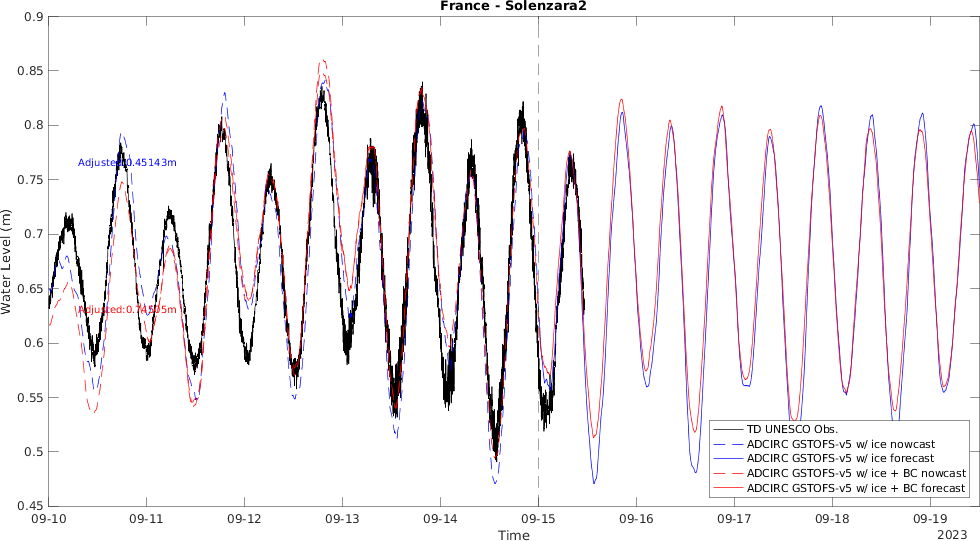 France - Solenzara2
0.9
0.85
0.8
0.75
0.7
0.65
0.6
0.55
0.5
0.45
Water Level (m)
Adjusted:0.45143m
TD UNESCO Obs.
ADCIRC GSTOFS-v5 w/ ice nowcast
ADCIRC GSTOFS-v5 w/ ice forecast
ADCIRC GSTOFS-v5 w/ ice + BC nowcast
ADCIRC GSTOFS-v5 w/ ice + BC forecast
09-10 09-11 09-12 09-13 09-14 09-15 09-16 09-17 09-18 09-19
Time
2023